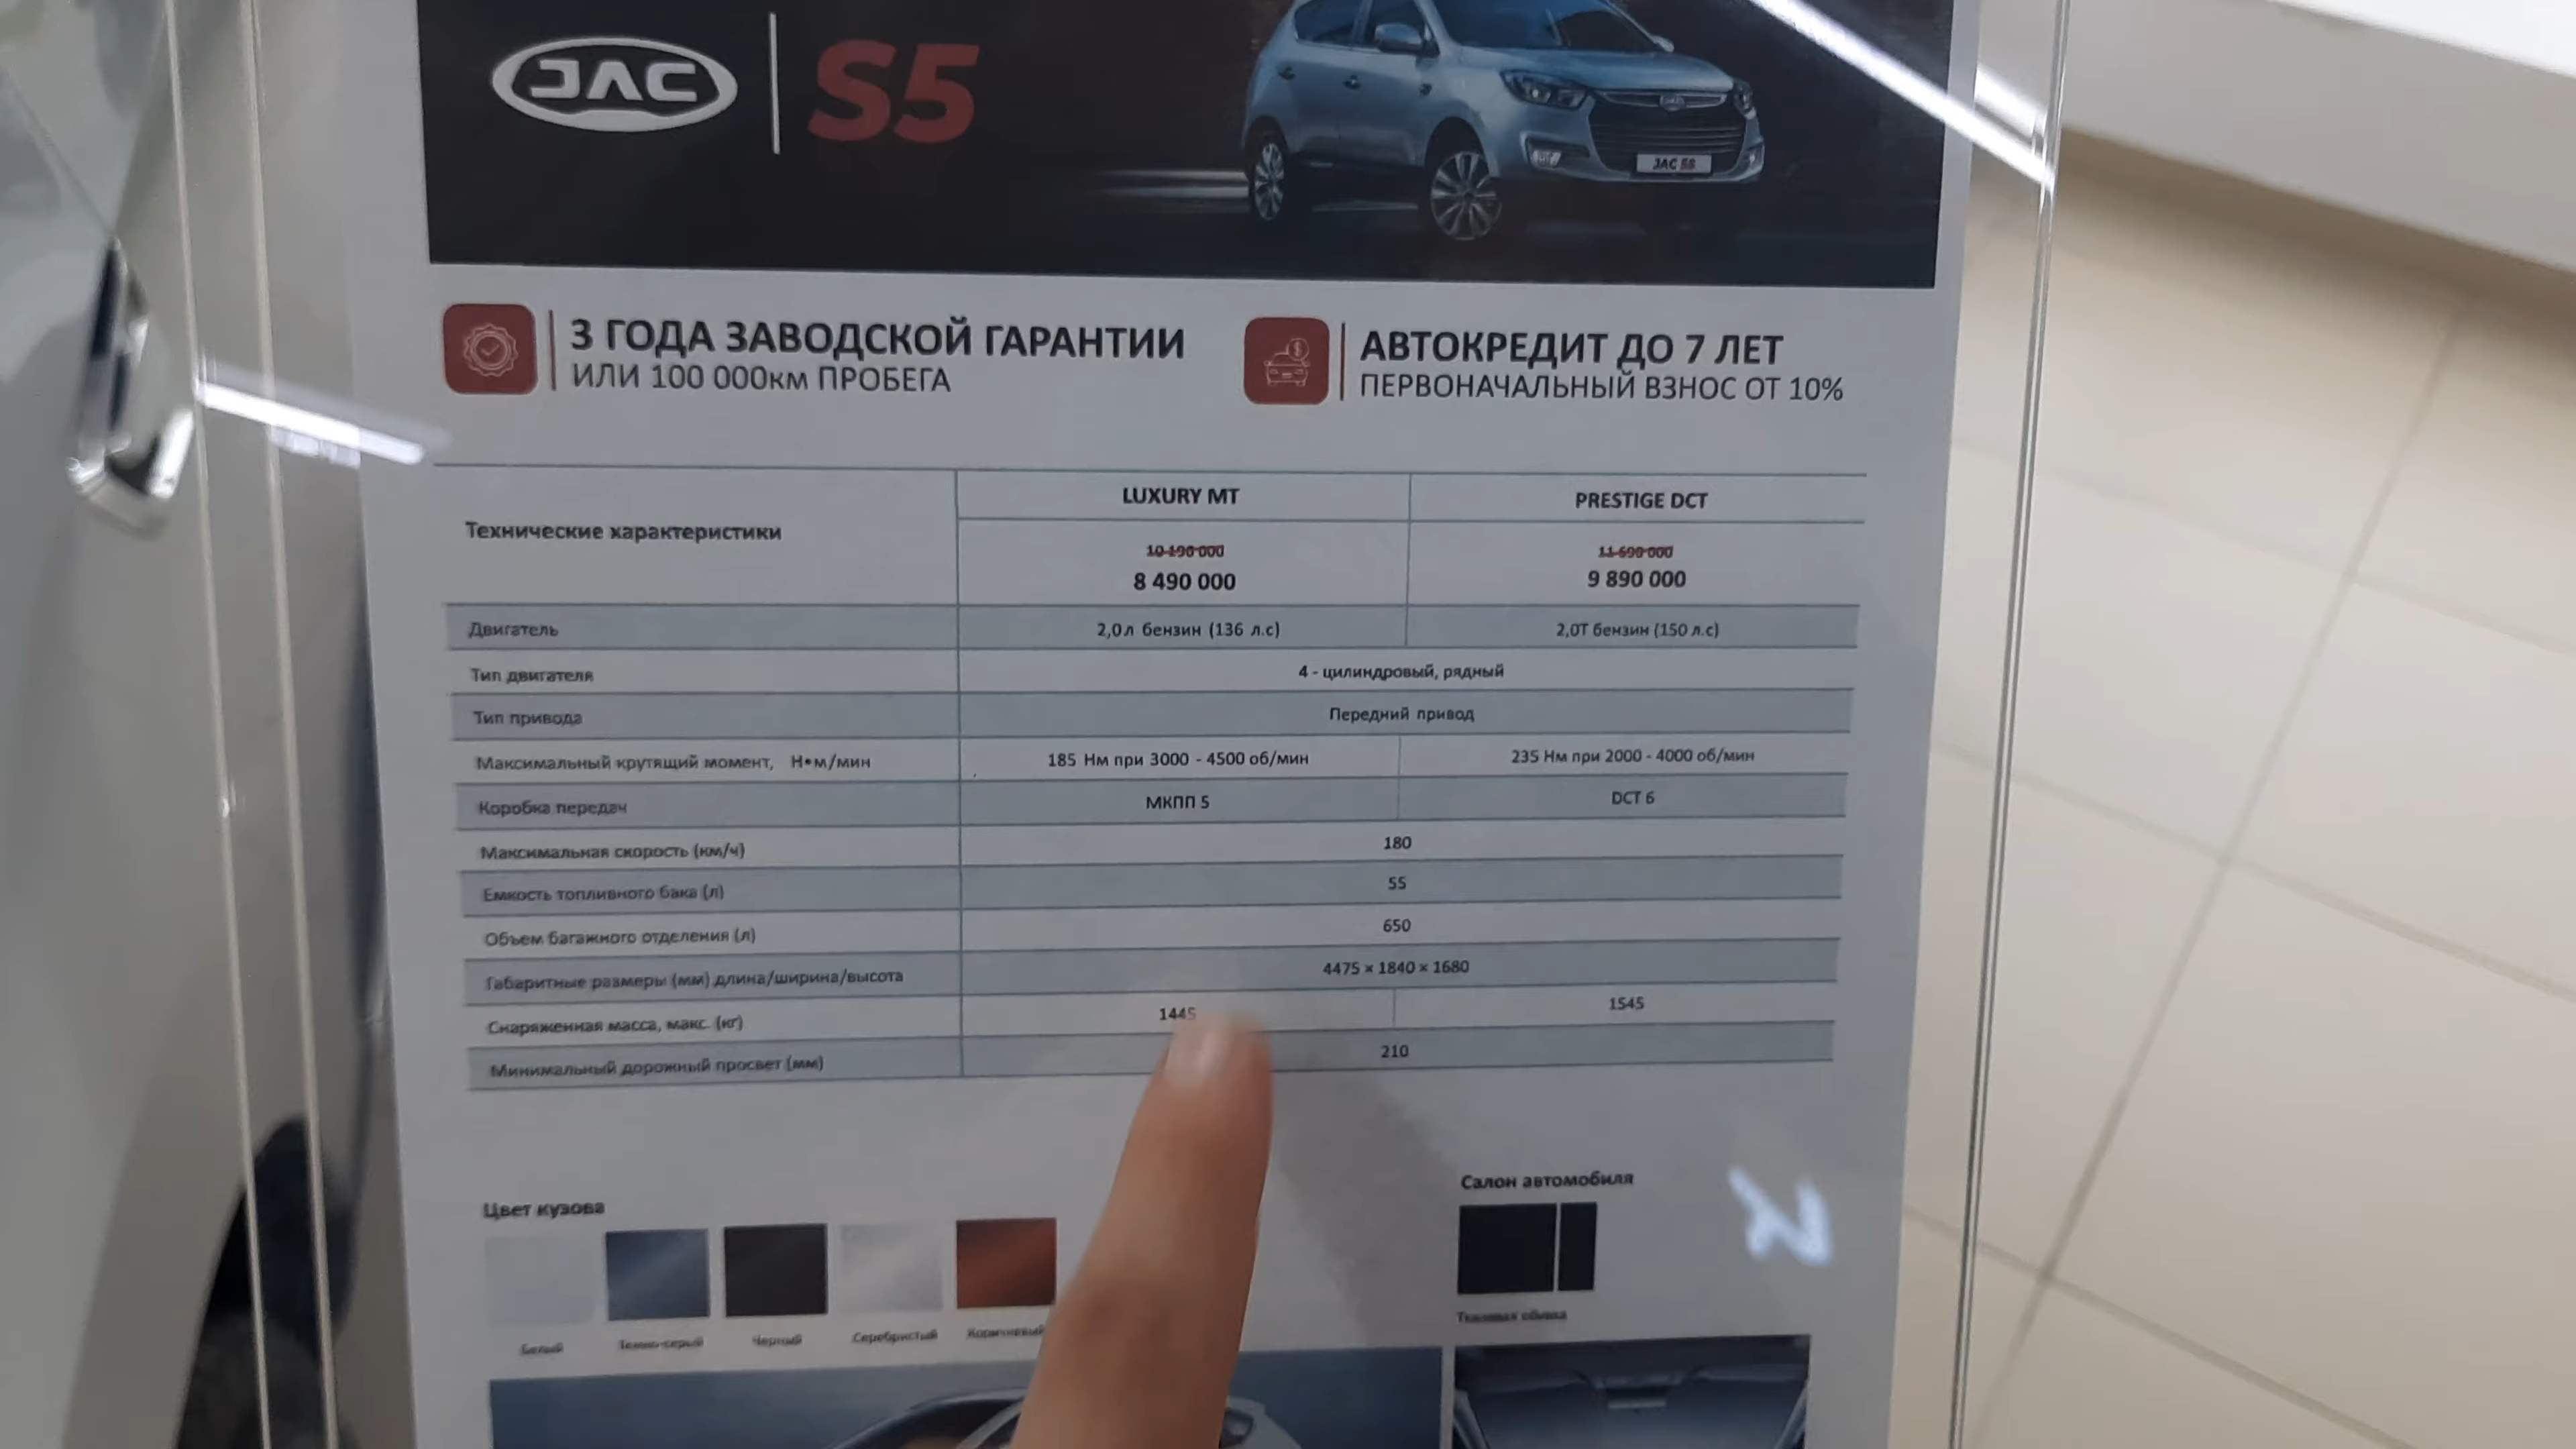 JAC S5
JAC S5
3 ГОДА ЗАВОДСКОЙ ГАРАНТИИ
ИЛИ 100 000км ПРОБЕГА
АВТОКРЕДИТ ДО 7 ЛЕТ
ПЕРВОНАЧАЛЬНЫЙ ВЗНОС ОТ 10%
Технические характеристики
LUXURY MT PRESTIGE DCT
10 190 000 11 690 000
8 490 000 9 890 000
Двигатель 2,0л бензин (136 л.с) 2,0T бензин (150 л.с)
Тип двигателя 4 - цилиндровый, рядный
Тип привода Передний привод
Максимальный крутящий момент, Н•м/мин 185 Нм при 3000 - 4500 об/мин 235 Нм при 2000 - 4000 об/мин
Коробка передач МКПП 5 DCT 6
Максимальная скорость (км/ч) 180
Емкость топливного бака (л) 55
Объем багажного отделения (л) 650
Габаритные размеры (мм) длина/ширина/высота 4475 × 1840 × 1680
Снаряженная масса, макс. (кг) 1445 1545
Минимальный дорожный просвет (мм) 210
Цвет кузова
Белый Темно-серый Черный Серебристый Коричневый
Салон автомобиля
Тканевая обивка